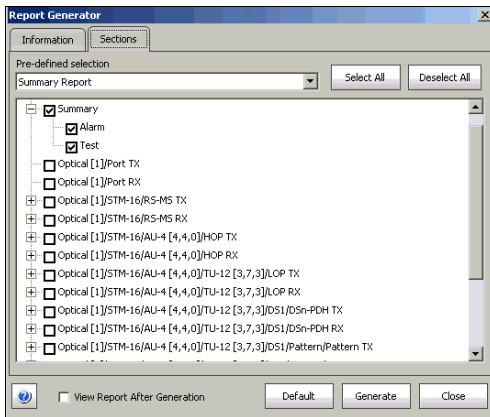 Report Generator
Information
Sections
Pre-defined selection
Summary Report
Select All
Deselect All
Summary
Alarm
Test
Optical [1]/Port TX
Optical [1]/Port RX
Optical [1]/STM-16/RS-MS TX
Optical [1]/STM-16/RS-MS RX
Optical [1]/STM-16/AU-4 [4,4,0]/HOP TX
Optical [1]/STM-16/AU-4 [4,4,0]/HOP RX
Optical [1]/STM-16/AU-4 [4,4,0]/TU-12 [3,7,3]/LOP TX
Optical [1]/STM-16/AU-4 [4,4,0]/TU-12 [3,7,3]/LOP RX
Optical [1]/STM-16/AU-4 [4,4,0]/TU-12 [3,7,3]/DS1/DSn-PDH TX
Optical [1]/STM-16/AU-4 [4,4,0]/TU-12 [3,7,3]/DS1/DSn-PDH RX
Optical [1]/STM-16/AU-4 [4,4,0]/TU-12 [3,7,3]/DS1/Pattern/Pattern TX
View Report After Generation
Default
Generate
Close